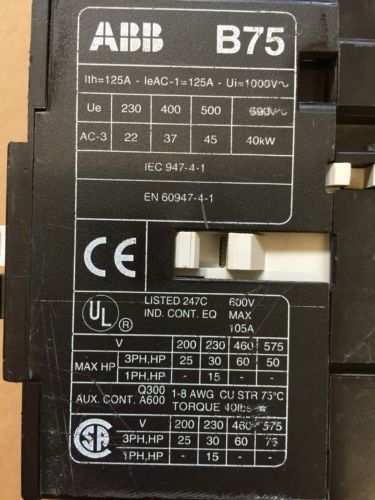 ABB B75
Ith=125A - IeAC-1=125A - Ui=1000V~
Ue 230 400 500 690V~
AC-3 22 37 45 40kW
IEC 947-4-1
EN 60947-4-1
CE
UL ® LISTED 247C 600V
IND. CONT. EQ MAX
105A
V 200 230 460 575
MAX HP 3PH,HP 25 30 60 50
1PH,HP - 15 - -
Q300 1-8 AWG CU STR 75°C
AUX. CONT. A600 TORQUE 40lbs
V 200 230 460 575
SA 3PH,HP 25 30 60 75
1PH,HP - 15 - -